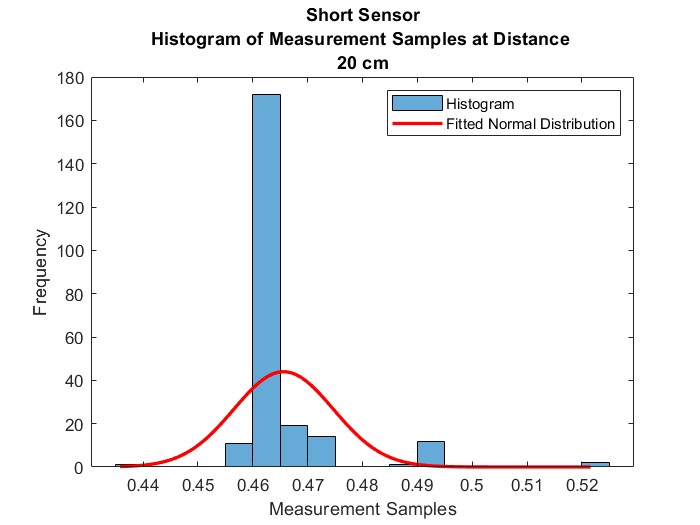 Short Sensor
Histogram of Measurement Samples at Distance
20 cm
Histogram
Fitted Normal Distribution
180
160
140
120
100
80
60
40
20
0
Frequency
0.44 0.45 0.46 0.47 0.48 0.49 0.5 0.51 0.52
Measurement Samples